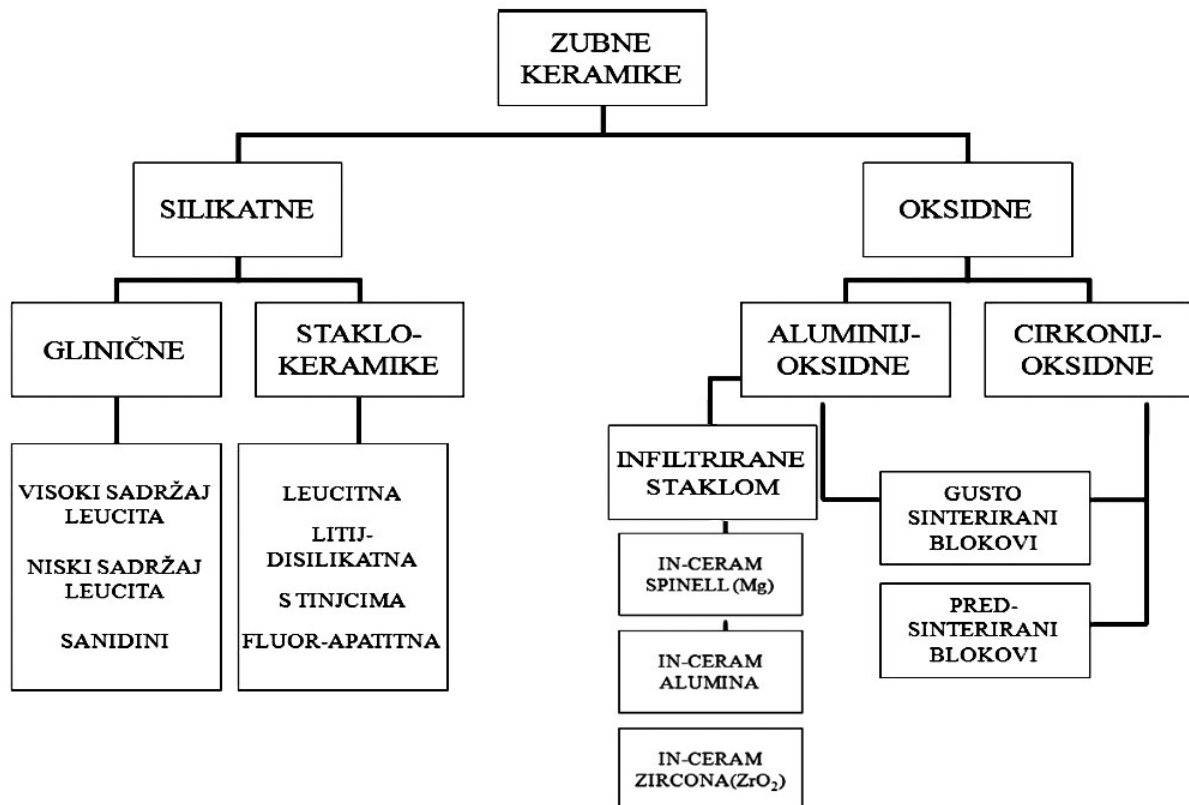 ZUBNE
KERAMIKE
SILIKATNE
OKSIDNE
GLINIČNE
STAKLO-
KERAMIKE
ALUMINIJ-
OKSIDNE
CIRKONIJ-
OKSIDNE
VISOKI SADRŽAJ
LEUCITA
NISKI SADRŽAJ
LEUCITA
SANIDINI
LEUCITNA
LITIJ-
DISILIKATNA
S TINJCIMA
FLUOR-APATITNA
INFILTRIRANE
STAKLOM
IN-CERAM
SPINELL (Mg)
IN-CERAM
ALUMINA
IN-CERAM
ZIRCONA(ZrO₂)
GUSTO
SINTERIRANI
BLOKOVI
PRED-
SINTERIRANI
BLOKOVI